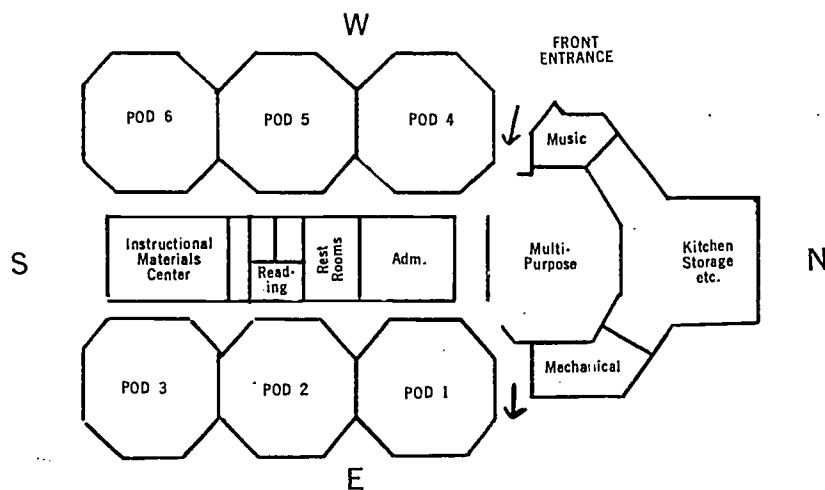 W
FRONT
ENTRANCE
POD 6
POD 5
POD 4
Music
S
Instructional
Materials
Center
Read-
ing
Rest
Rooms
Adm.
Multi-
Purpose
Kitchen
Storage
etc.
N
Mechanical
POD 3
POD 2
POD 1
E